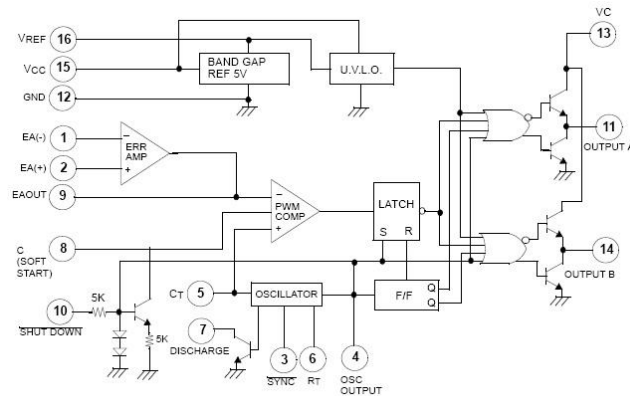 VC
VREF 16
13
VCC 15
BAND GAP
REF 5V
U.V.L.O.
GND 12
EA(-) 1
− ERR
AMP
+
EA(+) 2
11
OUTPUT A
EAOUT 9
− PWM
COMP
+
LATCH
S R
C 8
(SOFT
START)
14
OUTPUT B
CT 5
OSCILLATOR
F/F
Q
Q
5K
10
SHUT DOWN
5K
7
DISCHARGE
3
SYNC
6
RT
4
OSC
OUTPUT